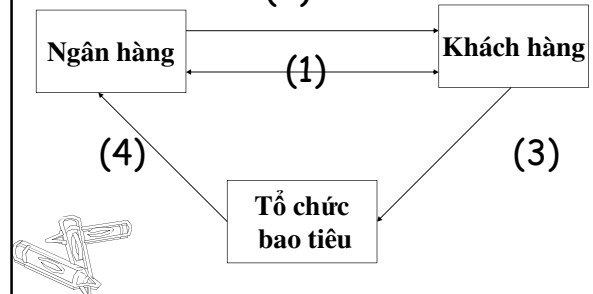 Ngân hàng
Khách hàng
(1)
(4)
(3)
Tổ chức
bao tiêu